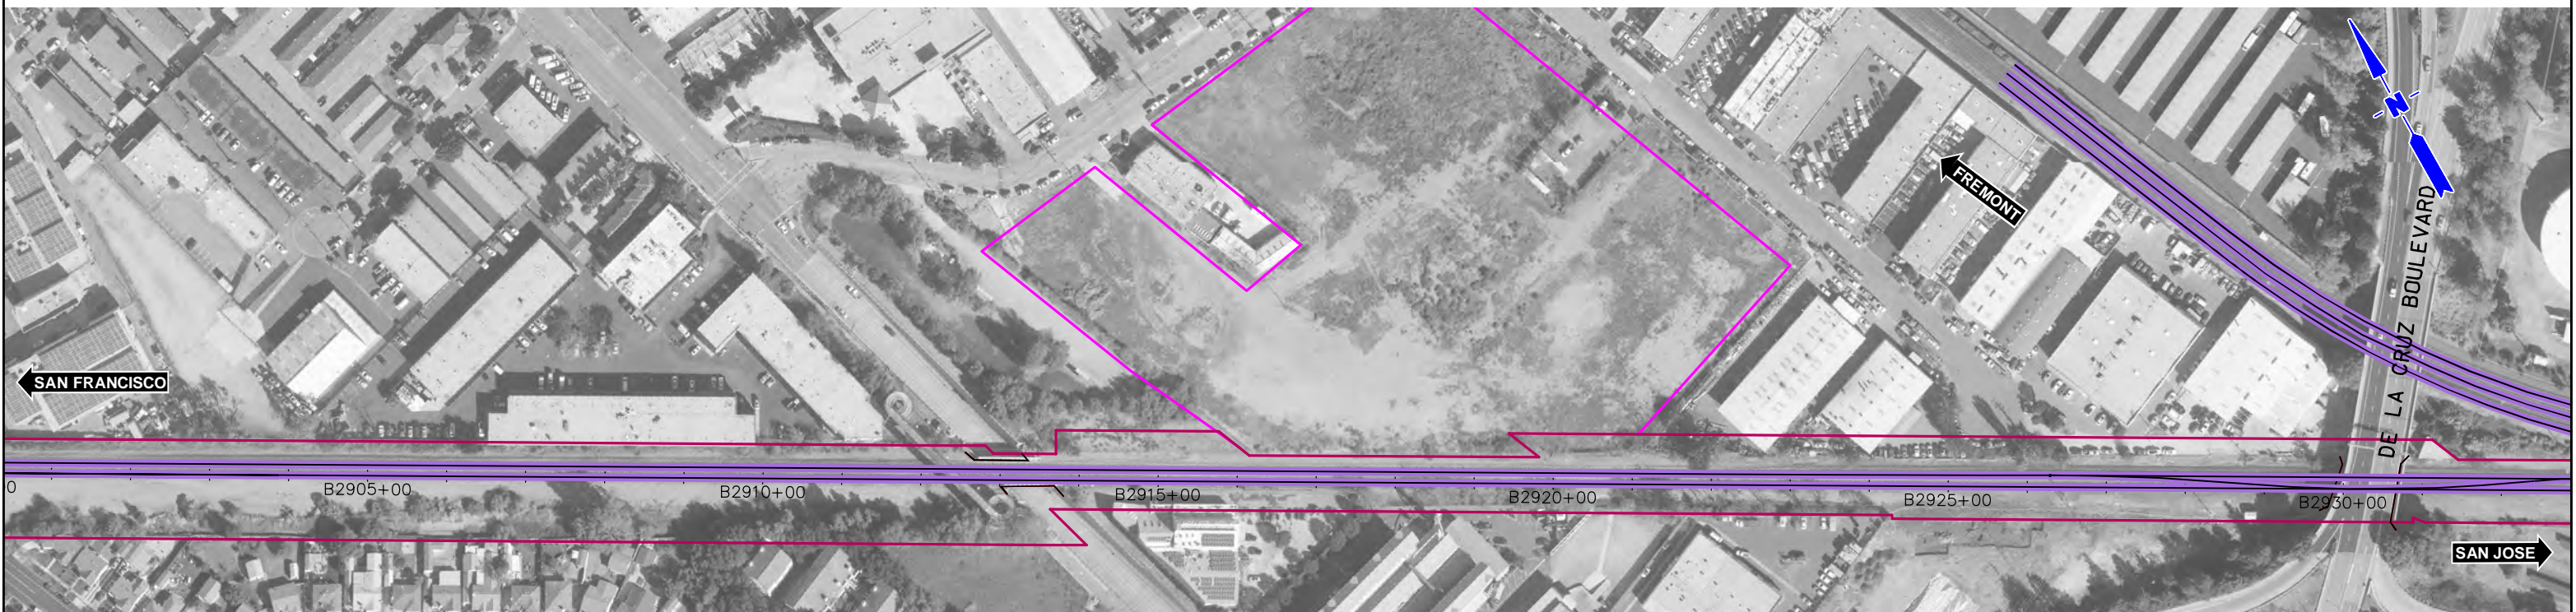 N
FREMONT
DE LA CRUZ BOULEVARD
SAN FRANCISCO
0
B2905+00
B2910+00
B2915+00
B2920+00
B2925+00
B2930+00
SAN JOSE